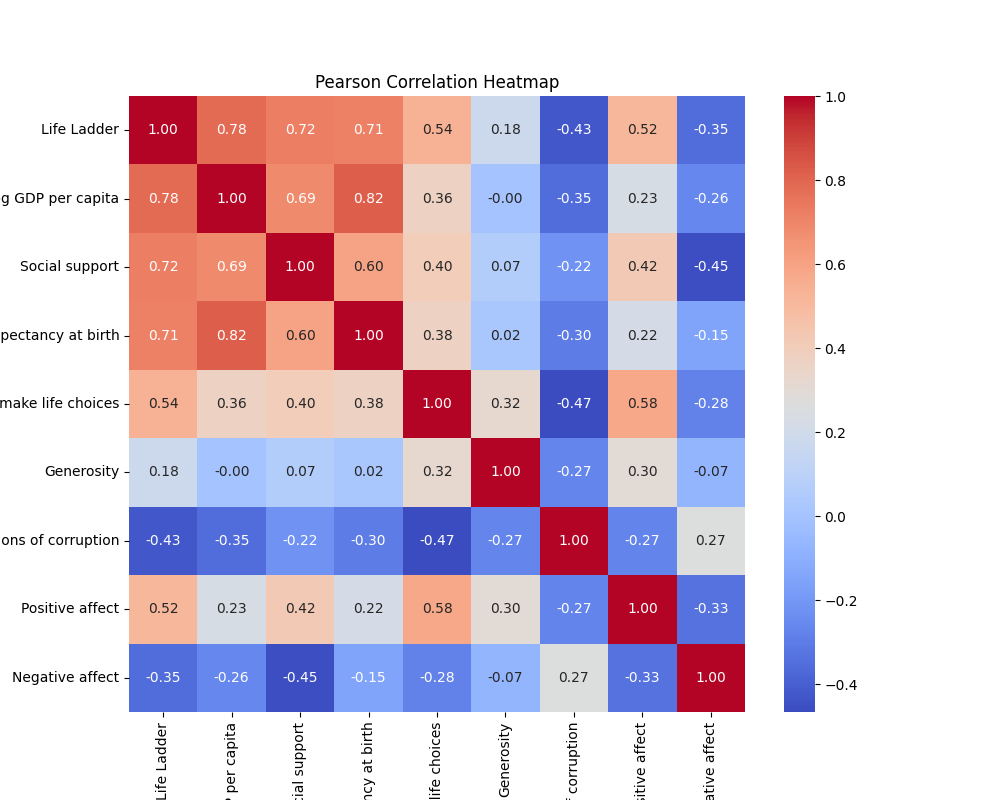 Pearson Correlation Heatmap
Life Ladder 1.00 0.78 0.72 0.71 0.54 0.18 -0.43 0.52 -0.35
g GDP per capita 0.78 1.00 0.69 0.82 0.36 -0.00 -0.35 0.23 -0.26
Social support 0.72 0.69 1.00 0.60 0.40 0.07 -0.22 0.42 -0.45
pectancy at birth 0.71 0.82 0.60 1.00 0.38 0.02 -0.30 0.22 -0.15
make life choices 0.54 0.36 0.40 0.38 1.00 0.32 -0.47 0.58 -0.28
Generosity 0.18 -0.00 0.07 0.02 0.32 1.00 -0.27 0.30 -0.07
ons of corruption -0.43 -0.35 -0.22 -0.30 -0.47 -0.27 1.00 -0.27 0.27
Positive affect 0.52 0.23 0.42 0.22 0.58 0.30 -0.27 1.00 -0.33
Negative affect -0.35 -0.26 -0.45 -0.15 -0.28 -0.07 0.27 -0.33 1.00
Life Ladder
per capita
cial support
ncy at birth
life choices
Generosity
corruption
sitive affect
ative affect
1.0
0.8
0.6
0.4
0.2
0.0
−0.2
−0.4